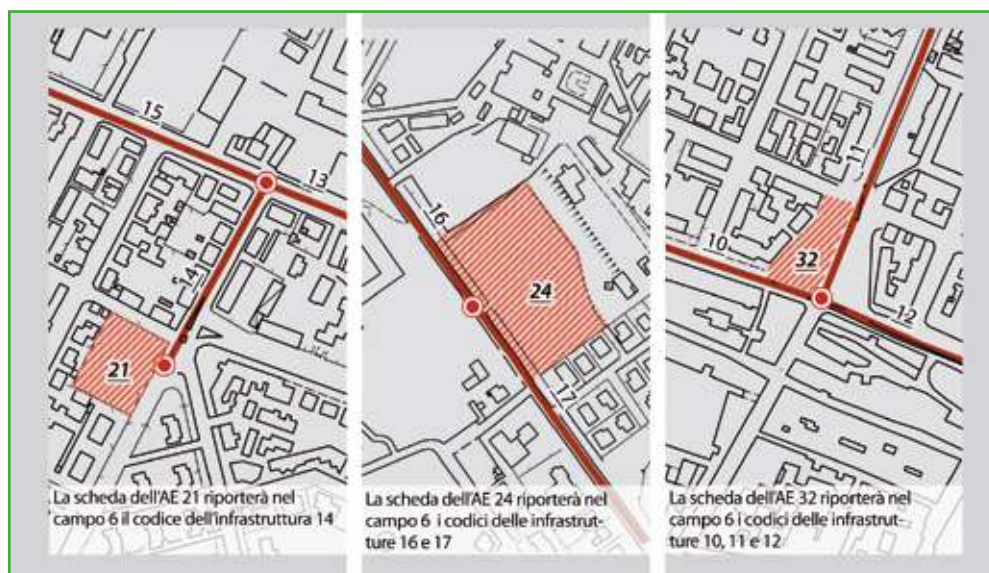 15
13
14
21
La scheda dell'AE 21 riporterà nel
campo 6 il codice dell'infrastruttura 14
16
24
17
La scheda dell'AE 24 riporterà nel
campo 6 i codici delle infrastrut-
ture 16 e 17
11
10
32
12
La scheda dell'AE 32 riporterà nel
campo 6 i codici delle infrastrut-
ture 10, 11 e 12